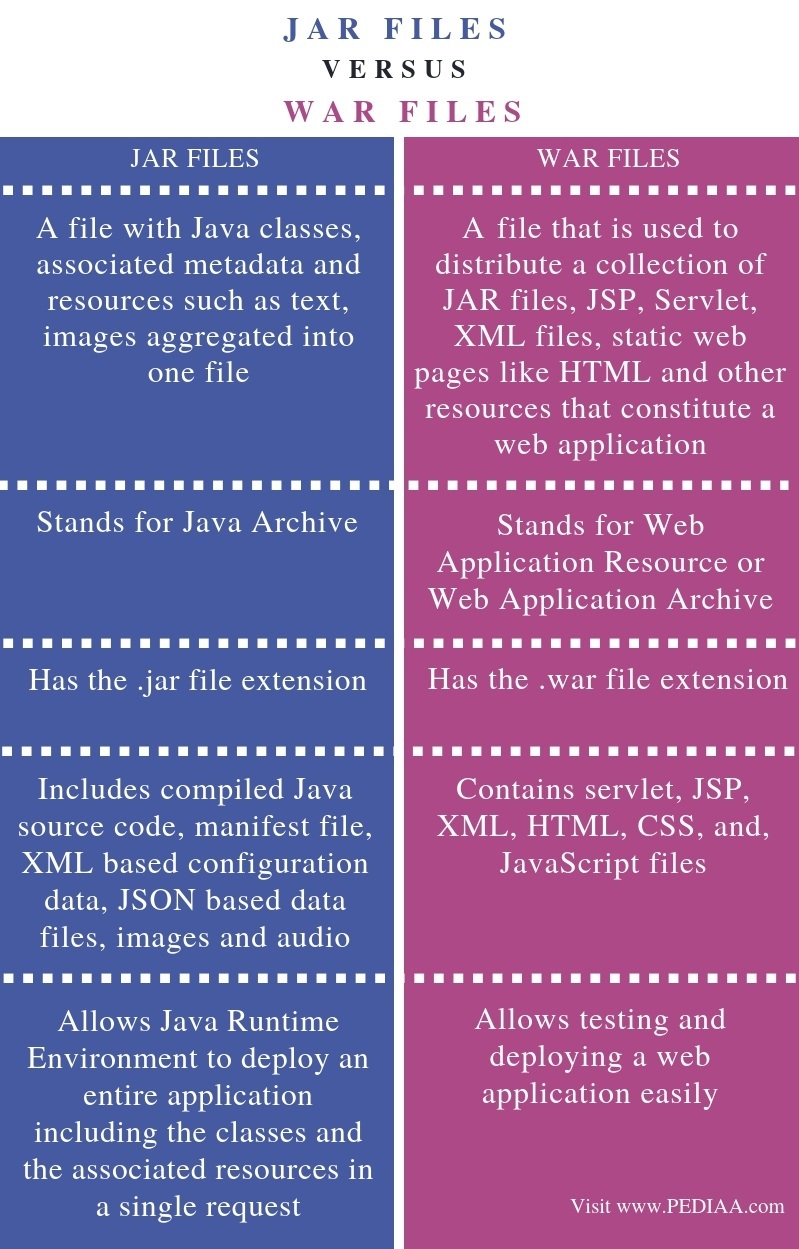 JAR FILES
VERSUS
WAR FILES
JAR FILES
A file with Java classes,
associated metadata and
resources such as text,
images aggregated into
one file
Stands for Java Archive
Has the .jar file extension
Includes compiled Java
source code, manifest file,
XML based configuration
data, JSON based data
files, images and audio
Allows Java Runtime
Environment to deploy an
entire application
including the classes and
the associated resources in
a single request
WAR FILES
A file that is used to
distribute a collection of
JAR files, JSP, Servlet,
XML files, static web
pages like HTML and other
resources that constitute a
web application
Stands for Web
Application Resource or
Web Application Archive
Has the .war file extension
Contains servlet, JSP,
XML, HTML, CSS, and,
JavaScript files
Allows testing and
deploying a web
application easily
Visit www.PEDIAA.com